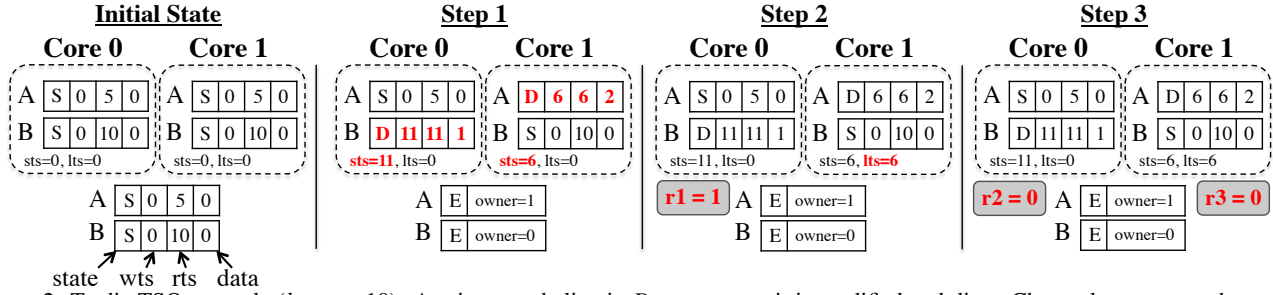 Initial State
Step 1
Step 2
Step 3
Core 0 Core 1
Core 0 Core 1
Core 0 Core 1
Core 0 Core 1
A S 0 5 0 A S 0 5 0
B S 0 10 0 S 0 10 0
sts=0, lts=0 sts=0, lts=0
A S 0 5 0
B S 0 10 0
state wts rts data
A S 0 5 0 A D 6 6 2
B D 11 11 1 B S 0 10 0
sts=11, lts=0 sts=6, lts=0
A E owner=1
B E owner=0
A S 0 5 0 A D 6 6 2
B D 11 11 1 B S 0 10 0
sts=11, lts=0 sts=6, lts=6
r1 = 1
A E owner=1
B E owner=0
A S 0 5 0 A D 6 6 2
B D 11 11 1 B S 0 10 0
sts=11, lts=0 sts=6, lts=6
r2 = 0 A E owner=1 r3 = 0
B E owner=0